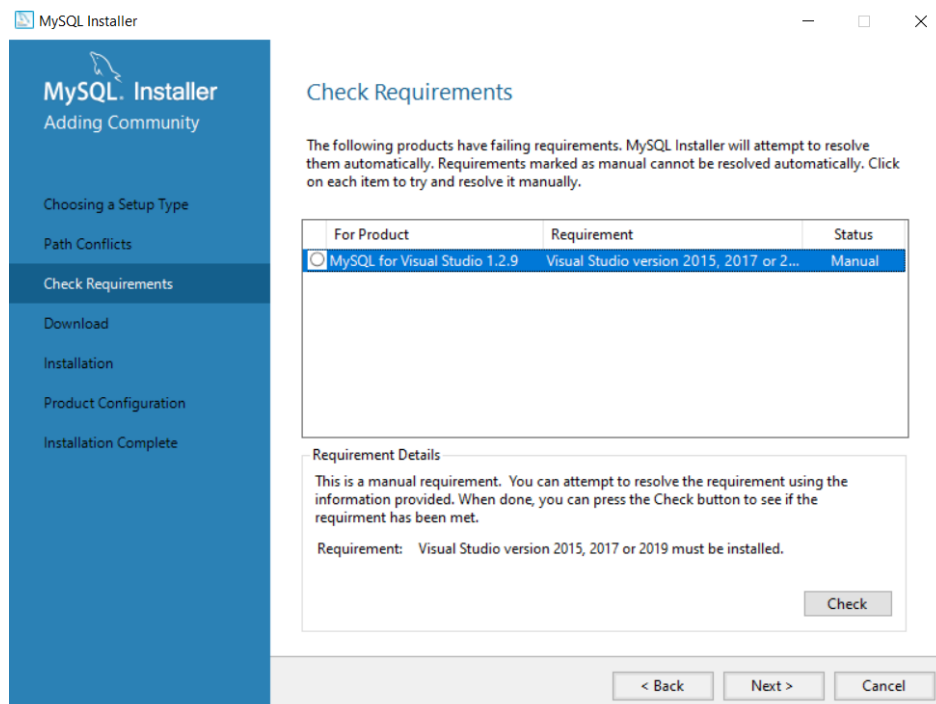 MySQL Installer
MySQL. Installer
Adding Community
Choosing a Setup Type
Path Conflicts
Check Requirements
Download
Installation
Product Configuration
Installation Complete
Check Requirements
The following products have failing requirements. MySQL Installer will attempt to resolve
them automatically. Requirements marked as manual cannot be resolved automatically. Click
on each item to try and resolve it manually.
For Product Requirement Status
MySQL for Visual Studio 1.2.9 Visual Studio version 2015, 2017 or 2... Manual
Requirement Details
This is a manual requirement. You can attempt to resolve the requirement using the
information provided. When done, you can press the Check button to see if the
requirment has been met.
Requirement: Visual Studio version 2015, 2017 or 2019 must be installed.
Check
< Back Next > Cancel